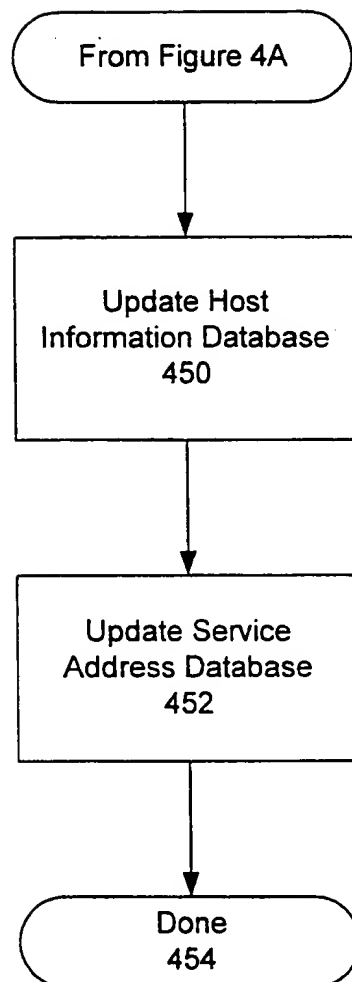 From Figure 4A
Update Host
Information Database
450
Update Service
Address Database
452
Done
454